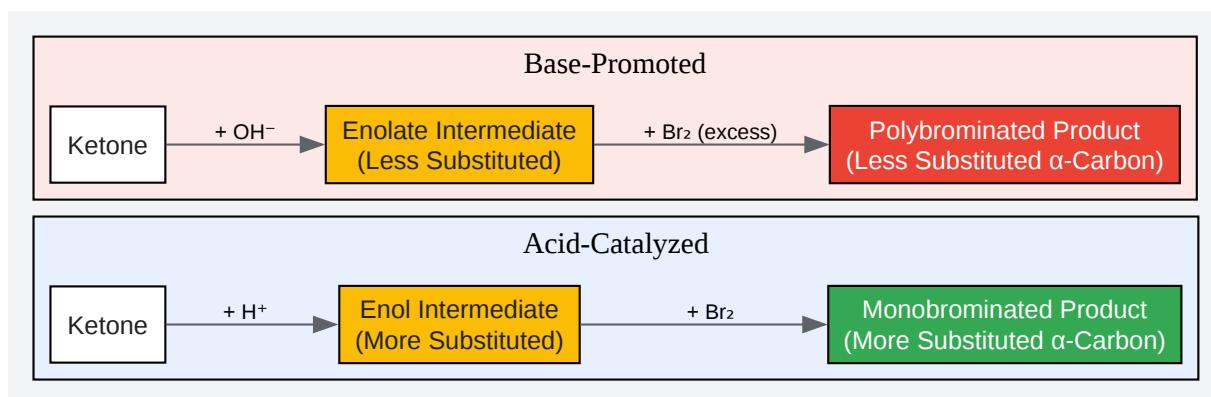 Base-Promoted
Ketone
+ OH⁻
Enolate Intermediate
(Less Substituted)
+ Br₂ (excess)
Polybrominated Product
(Less Substituted α-Carbon)
Acid-Catalyzed
Ketone
+ H⁺
Enol Intermediate
(More Substituted)
+ Br₂
Monobrominated Product
(More Substituted α-Carbon)